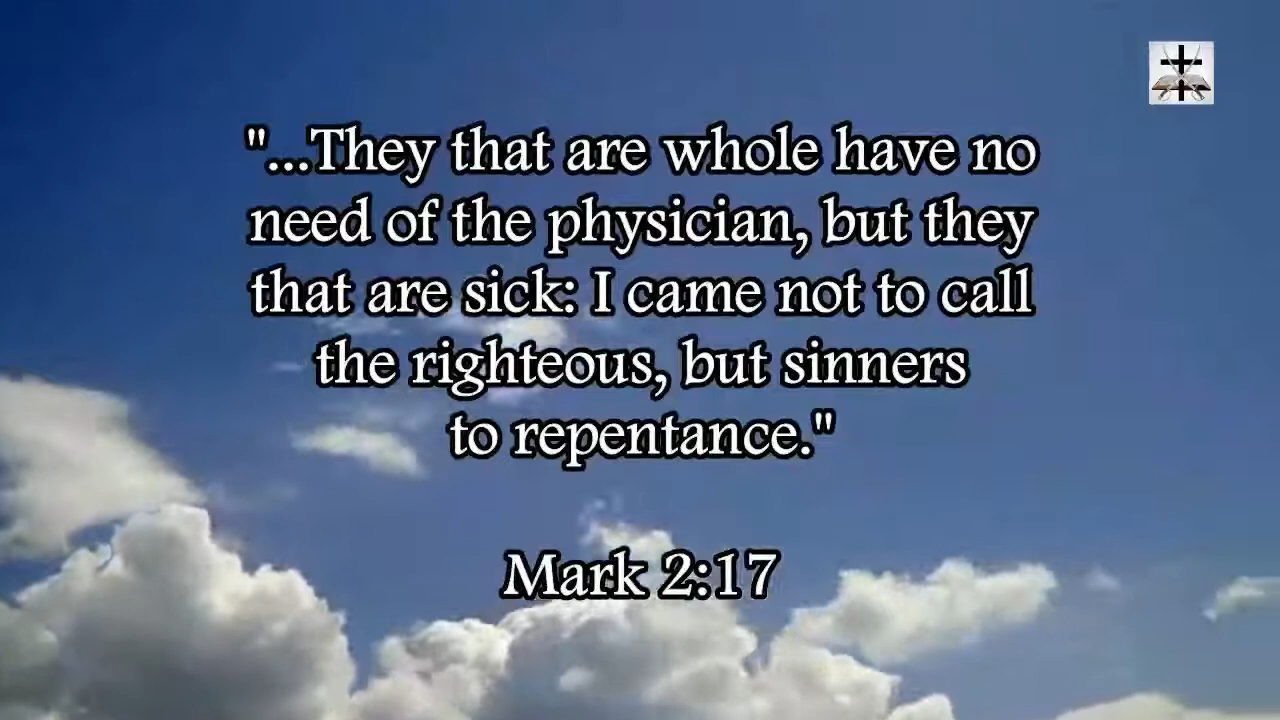 "...They that are whole have no
need of the physician, but they
that are sick: I came not to call
the righteous, but sinners
to repentance."
Mark 2:17